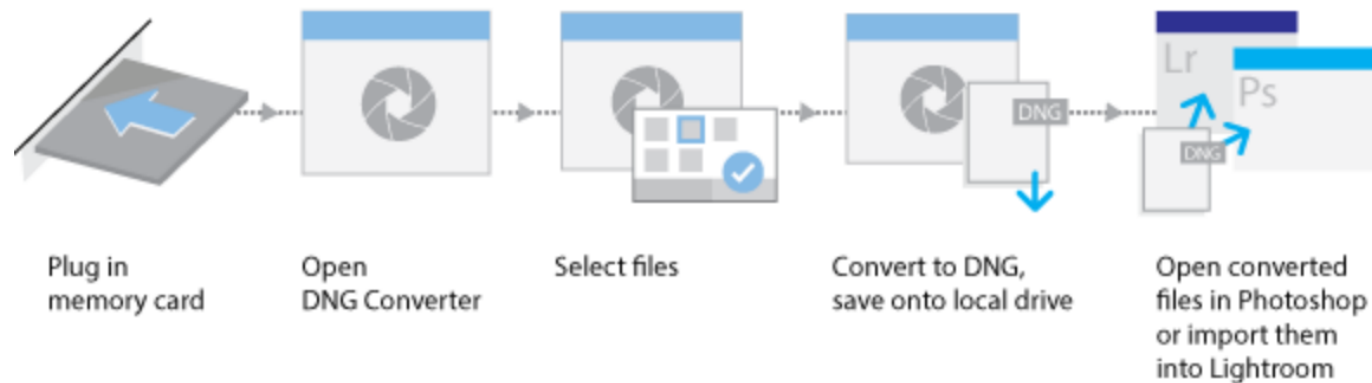 Lr
Ps
DNG
DNG
Plug in
memory card
Open
DNG Converter
Select files
Convert to DNG,
save onto local drive
Open converted
files in Photoshop
or import them
into Lightroom